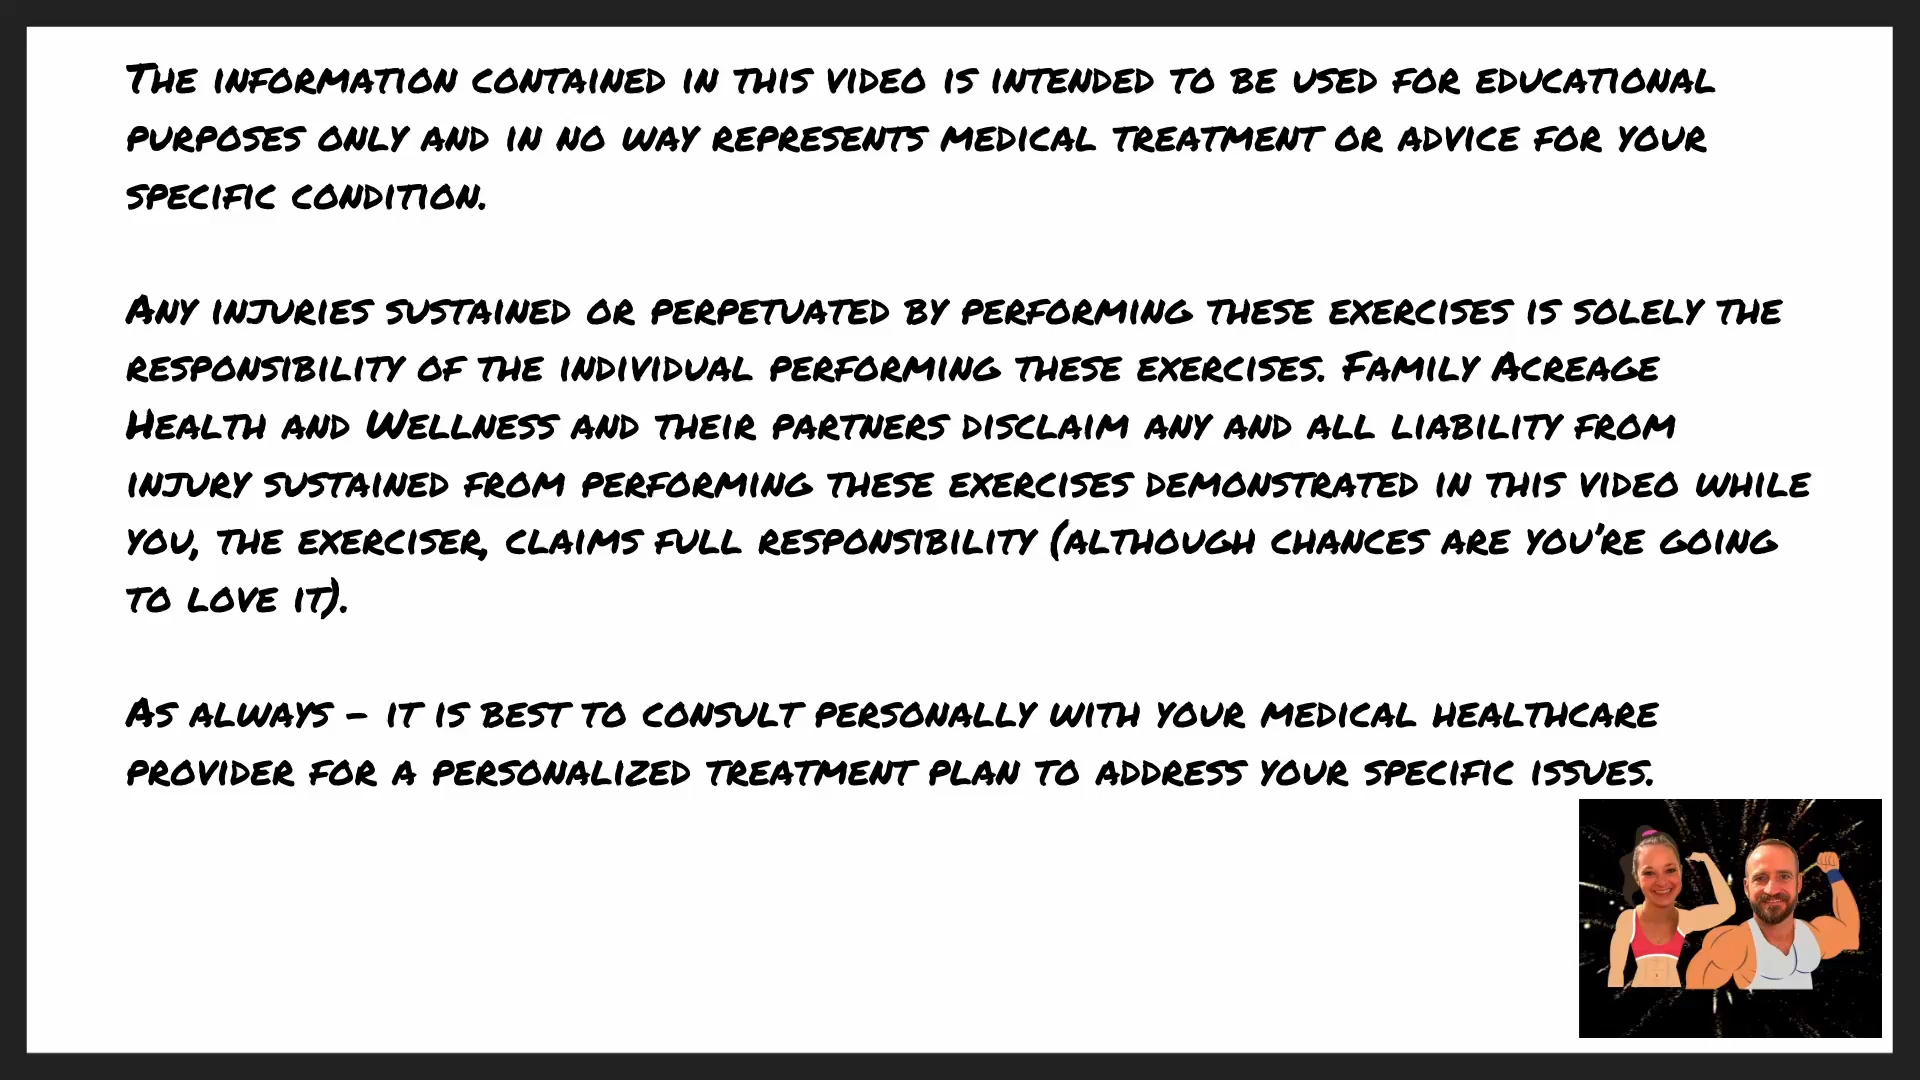 The information contained in this video is intended to be used for educational
purposes only and in no way represents medical treatment or advice for your
specific condition.
Any injuries sustained or perpetuated by performing these exercises is solely the
responsibility of the individual performing these exercises. Family Acreage
Health and Wellness and their partners disclaim any and all liability from
injury sustained from performing these exercises demonstrated in this video while
you, the exerciser, claims full responsibility (although chances are you're going
to love it).
As always – it is best to consult personally with your medical healthcare
provider for a personalized treatment plan to address your specific issues.